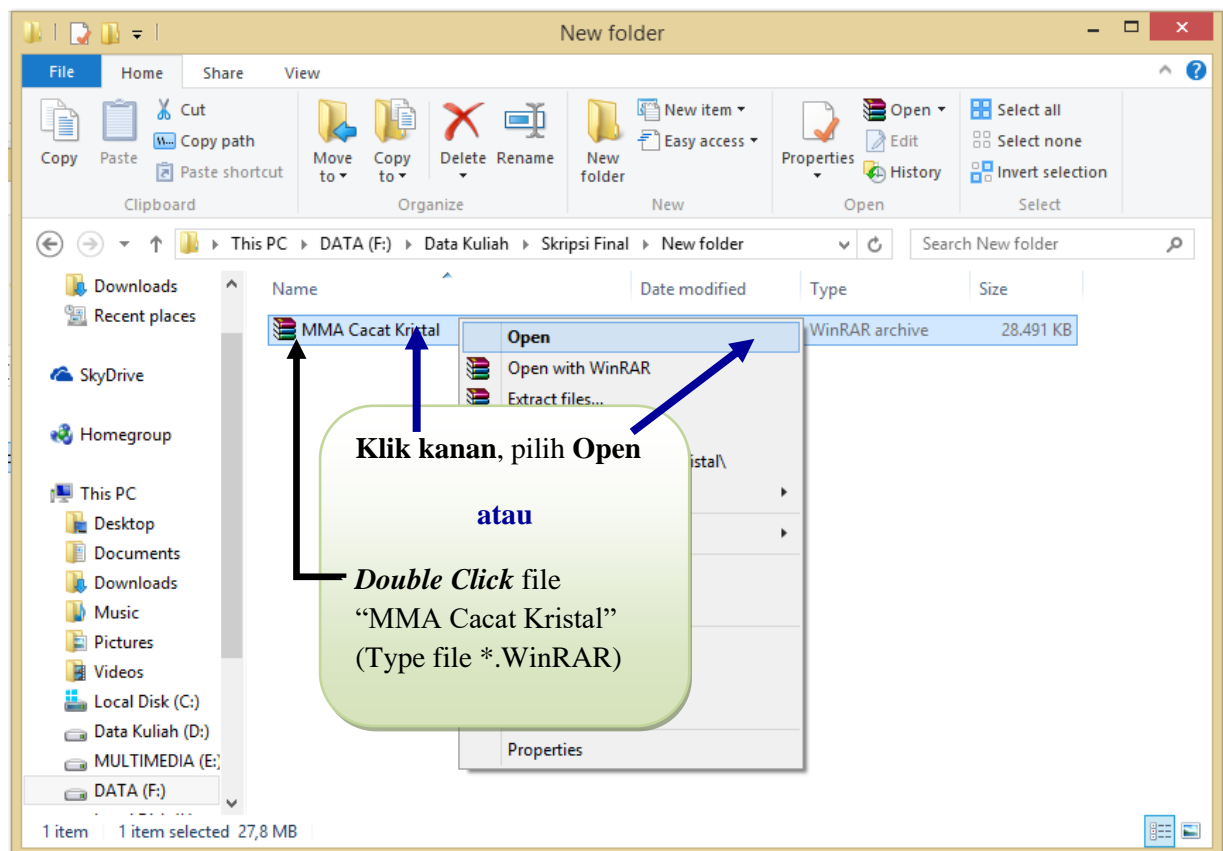 New folder
File Home Share View
Copy
Paste
Cut
Copy path
Paste shortcut
Clipboard
Move to
Copy to
Delete
Rename
Organize
New folder
New item
Easy access
New
Properties
Open
Edit
History
Open
Select all
Select none
Invert selection
Select
This PC DATA (F:) Data Kuliah Skripsi Final New folder
Search New folder
Downloads
Recent places
SkyDrive
Homegroup
This PC
Desktop
Documents
Downloads
Music
Pictures
Videos
Local Disk (C:)
Data Kuliah (D:)
MULTIMEDIA (E:)
DATA (F:)
Name Date modified Type Size
MMA Cacat Kristal WinRAR archive 28.491 KB
Open
Open with WinRAR
Extract files...
istal\
Properties
Klik kanan, pilih Open
atau
Double Click file
“MMA Cacat Kristal”
(Type file *.WinRAR)
1 item 1 item selected 27,8 MB